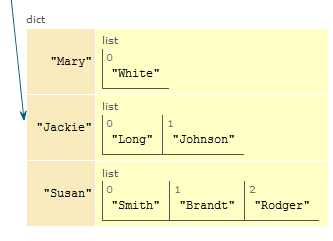 dict
list
"Mary" 0
"White"
list
"Jackie" 0 1
"Long" "Johnson"
list
"Susan" 0 1 2
"Smith" "Brandt" "Rodger"